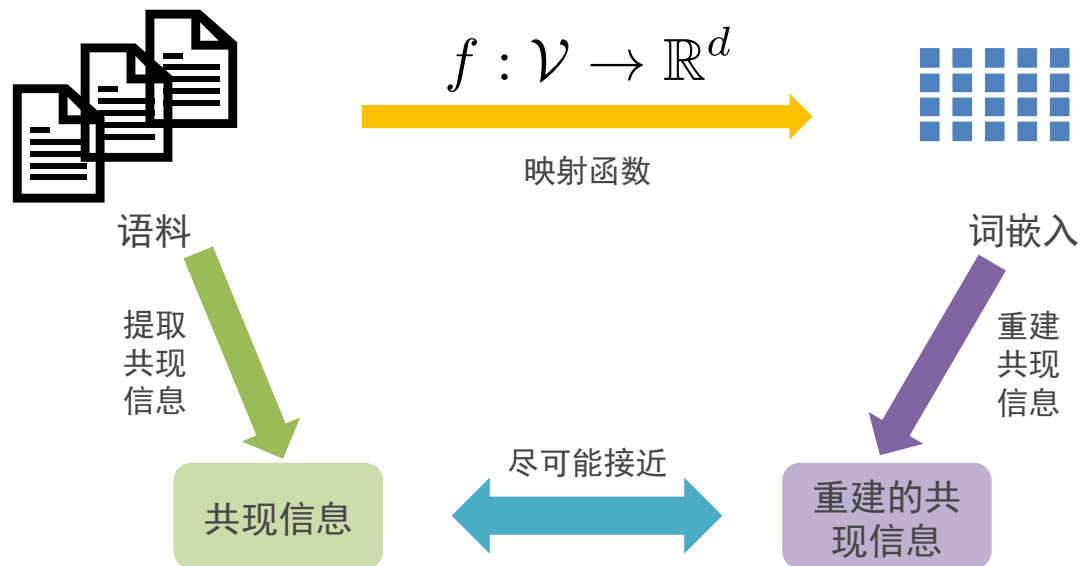 f : 𝒱 → ℝ^d
映射函数
语料
词嵌入
提取
共现
信息
重建
共现
信息
尽可能接近
共现信息
重建的共
现信息